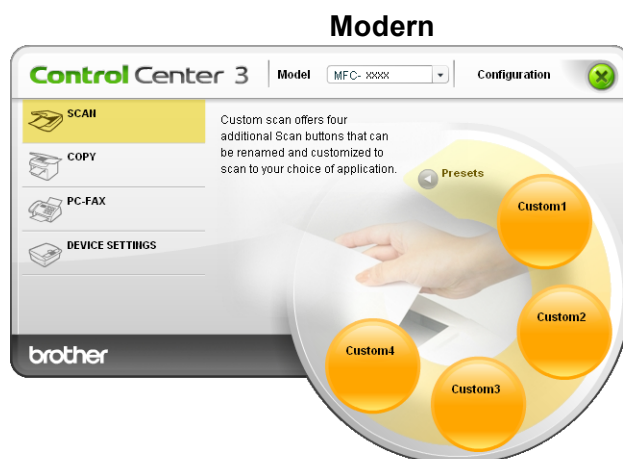 Modern
Control Center 3
Model
MFC- XXXX
Configuration
SCAN
COPY
PC-FAX
DEVICE SETTINGS
Custom scan offers four
additional Scan buttons that can
be renamed and customized to
scan to your choice of application.
Presets
Custom1
Custom2
Custom3
Custom4
brother